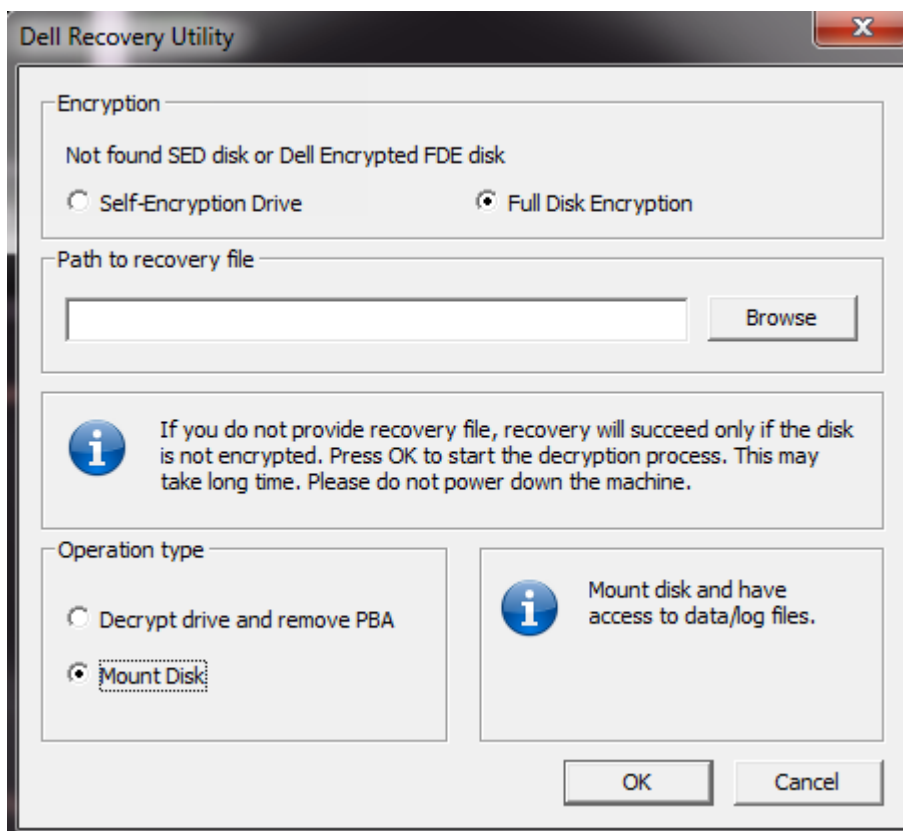 Dell Recovery Utility
Encryption
Not found SED disk or Dell Encrypted FDE disk
Self-Encryption Drive
Full Disk Encryption
Path to recovery file
Browse
If you do not provide recovery file, recovery will succeed only if the disk
is not encrypted. Press OK to start the decryption process. This may
take long time. Please do not power down the machine.
Operation type
Decrypt drive and remove PBA
Mount Disk
Mount disk and have
access to data/log files.
OK
Cancel